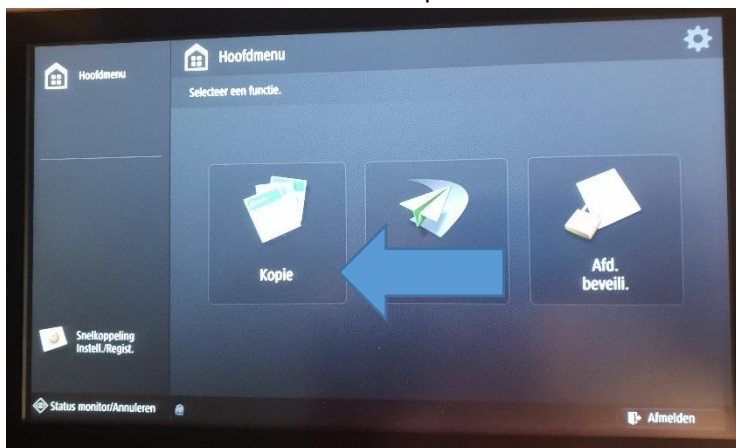 Hoofdmenu
Hoofdmenu
Selecteer een functie.
Kopie
Afd.
beveili.
Snelkoppeling
Instell./Regist.
Status monitor/Annuleren
Afmelden